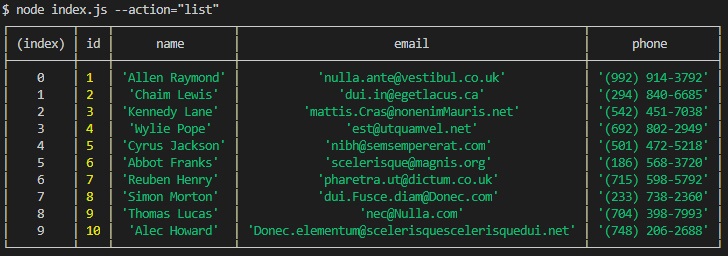 $ node index.js --action="list"
(index) id name email phone
0 1 'Allen Raymond' 'nulla.ante@vestibul.co.uk' '(992) 914-3792'
1 2 'Chaim Lewis' 'dui.in@egetlacus.ca' '(294) 840-6685'
2 3 'Kennedy Lane' 'mattis.Cras@nonenimMauris.net' '(542) 451-7038'
3 4 'Wylie Pope' 'est@utquamvel.net' '(692) 802-2949'
4 5 'Cyrus Jackson' 'nibh@semsempererat.com' '(501) 472-5218'
5 6 'Abbot Franks' 'scelerisque@magnis.org' '(186) 568-3720'
6 7 'Reuben Henry' 'pharetra.ut@dictum.co.uk' '(715) 598-5792'
7 8 'Simon Morton' 'dui.Fusce.diam@Donec.com' '(233) 738-2360'
8 9 'Thomas Lucas' 'nec@Nulla.com' '(704) 398-7993'
9 10 'Alec Howard' 'Donec.elementum@scelerisquescelerisquedui.net' '(748) 206-2688'